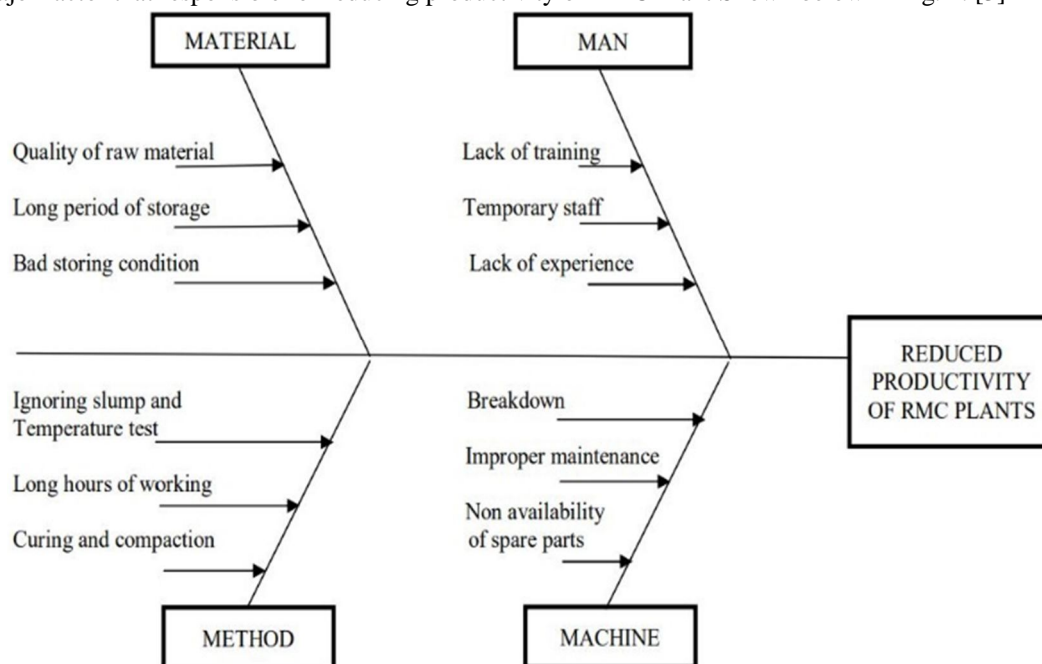 MATERIAL
MAN
Quality of raw material
Long period of storage
Bad storing condition
Lack of training
Temporary staff
Lack of experience
REDUCED
PRODUCTIVITY
OF RMC PLANTS
Ignoring slump and
Temperature test
Long hours of working
Curing and compaction
Breakdown
Improper maintenance
Non availability
of spare parts
METHOD
MACHINE